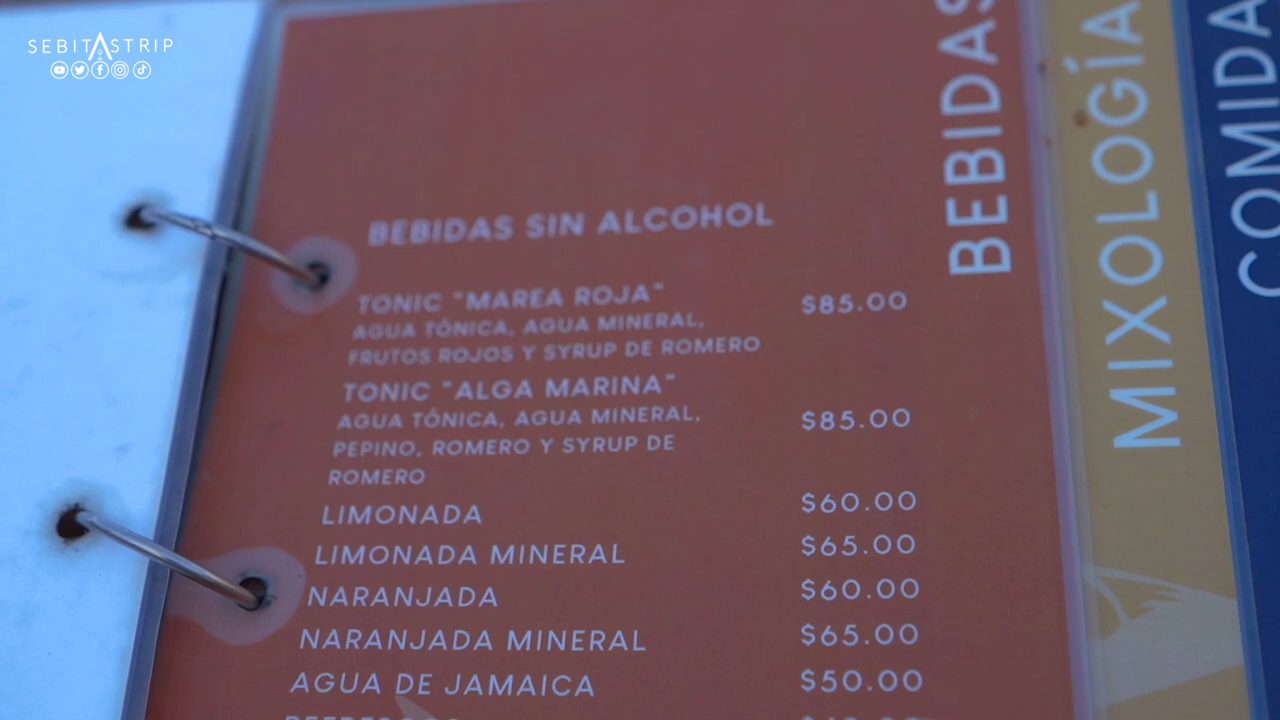 SEBITASTRIP
BEBIDAS SIN ALCOHOL
TONIC "MAREA ROJA" $85.00
AGUA TÓNICA, AGUA MINERAL,
FRUTOS ROJOS Y SYRUP DE ROMERO
TONIC "ALGA MARINA"
AGUA TÓNICA, AGUA MINERAL, $85.00
PEPINO, ROMERO Y SYRUP DE
ROMERO
LIMONADA $60.00
LIMONADA MINERAL $65.00
NARANJADA $60.00
NARANJADA MINERAL $65.00
AGUA DE JAMAICA $50.00
BEBIDAS
MIXOLOGÍA
COMIDA